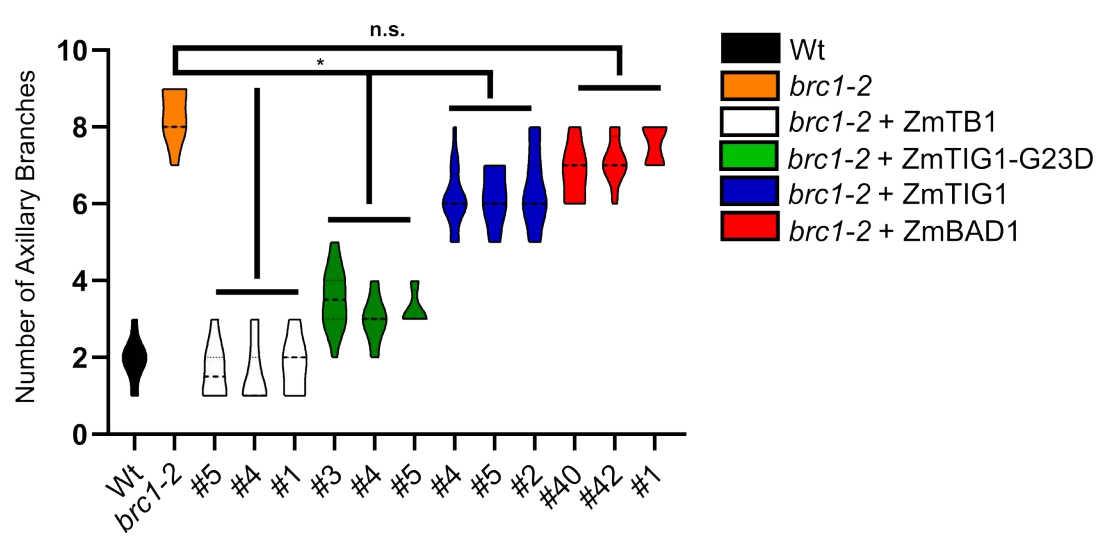 n.s.
*
Number of Axillary Branches
10
8
6
4
2
0
Wt
brc1-2
#5
#4
#1
#3
#4
#5
#4
#5
#2
#40
#42
#1
Wt
brc1-2
brc1-2 + ZmTB1
brc1-2 + ZmTIG1-G23D
brc1-2 + ZmTIG1
brc1-2 + ZmBAD1